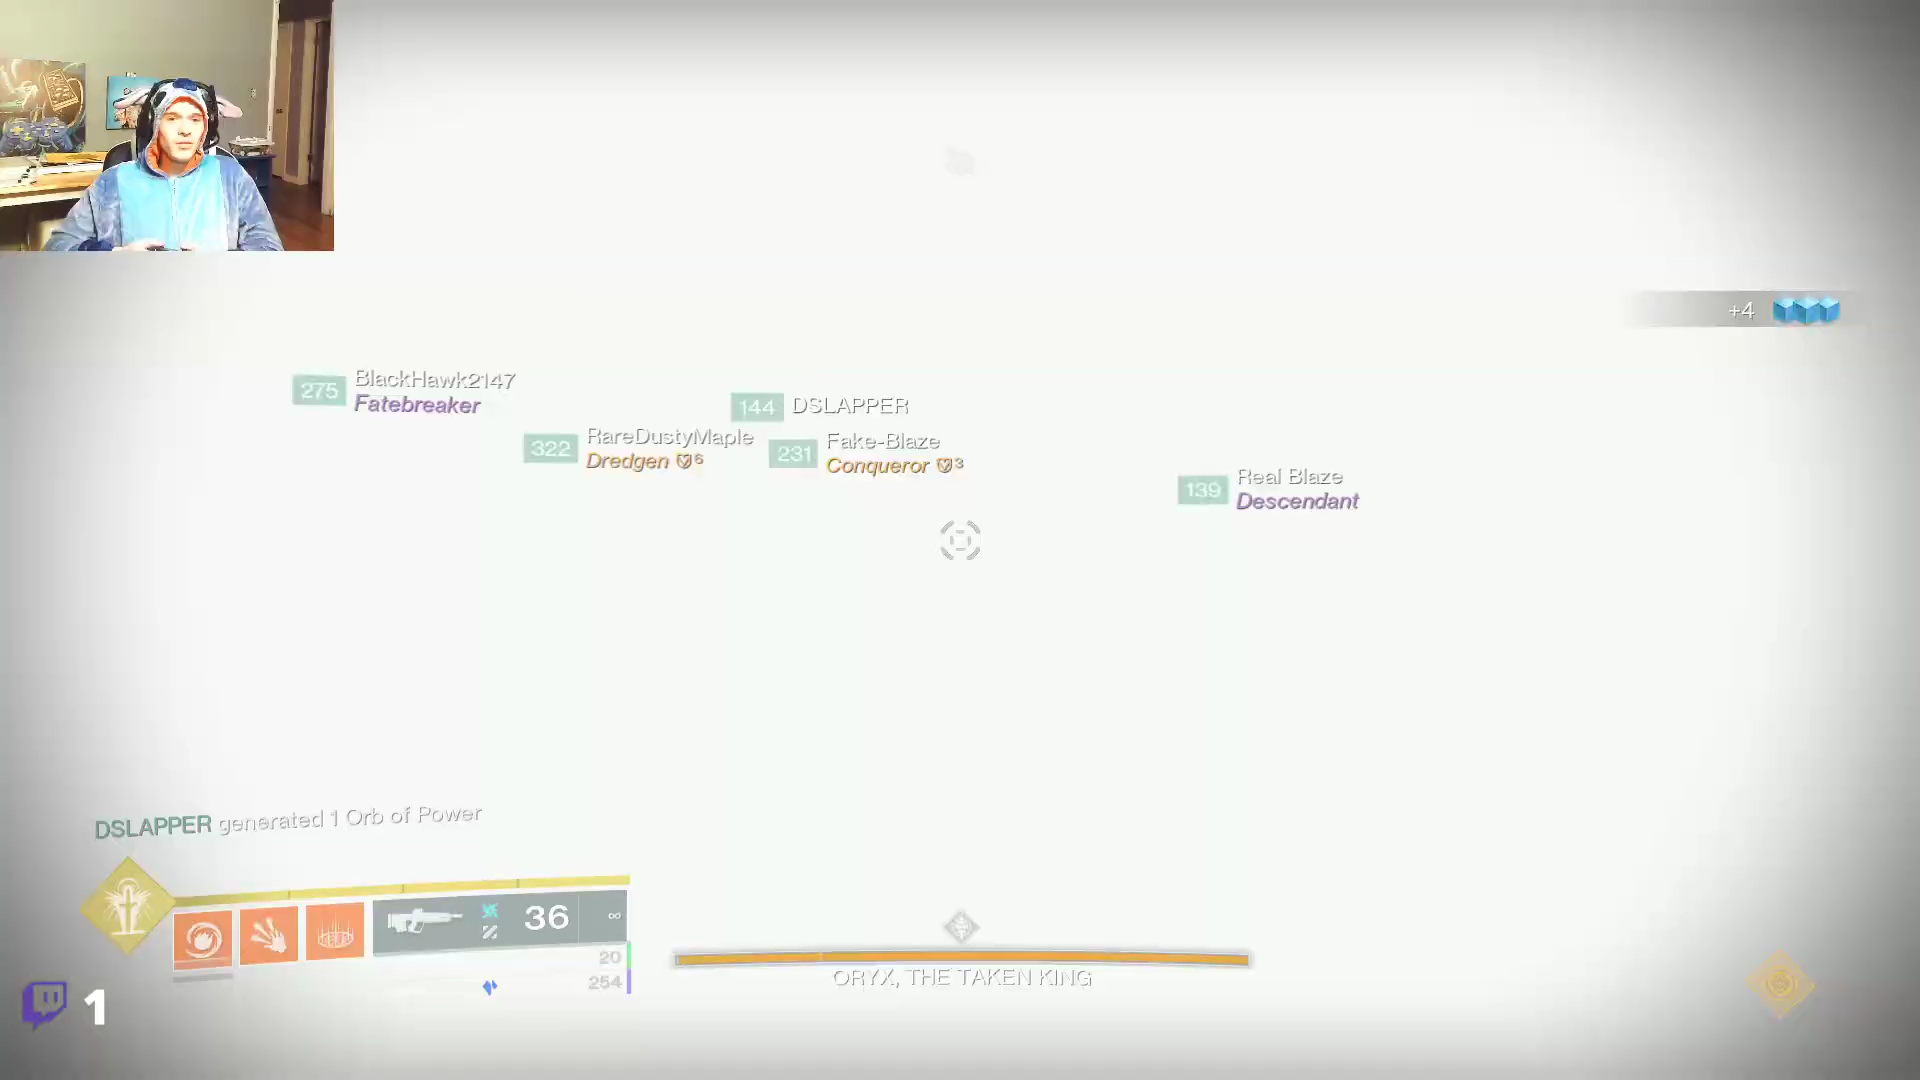 +4
275 BlackHawk2147
Fatebreaker
144 DSLAPPER
322 RareDustyMaple
Dredgen 6
231 Fake-Blaze
Conqueror 3
139 Real Blaze
Descendant
DSLAPPER generated 1 Orb of Power
36 ∞
20
254
ORYX, THE TAKEN KING
1